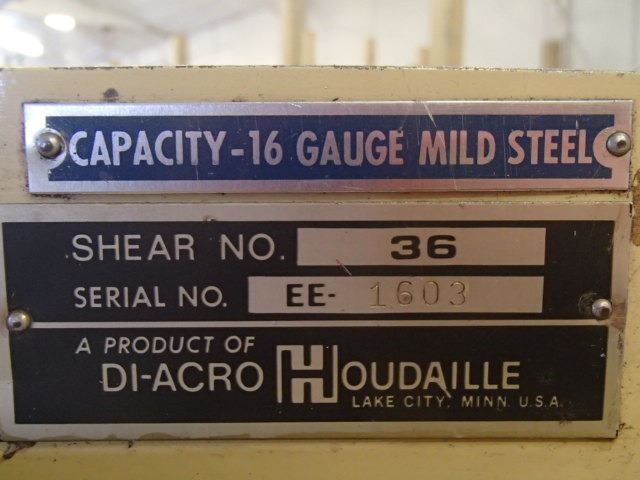 CAPACITY-16 GAUGE MILD STEEL
SHEAR NO. 36
SERIAL NO. EE- 1603
A PRODUCT OF
DI-ACRO HOUDAILLE
LAKE CITY, MINN. U.S.A.